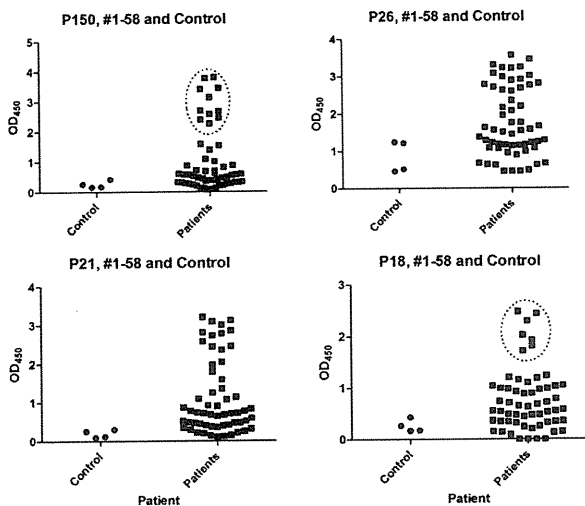 P150, #1-58 and Control
5
4
3
2
1
0
OD450
Control
Patients
P26, #1-58 and Control
4
3
2
1
0
OD450
Control
Patients
P21, #1-58 and Control
4
3
2
1
0
OD450
Control
Patients
Patient
P18, #1-58 and Control
3
2
1
0
OD450
Control
Patients
Patient